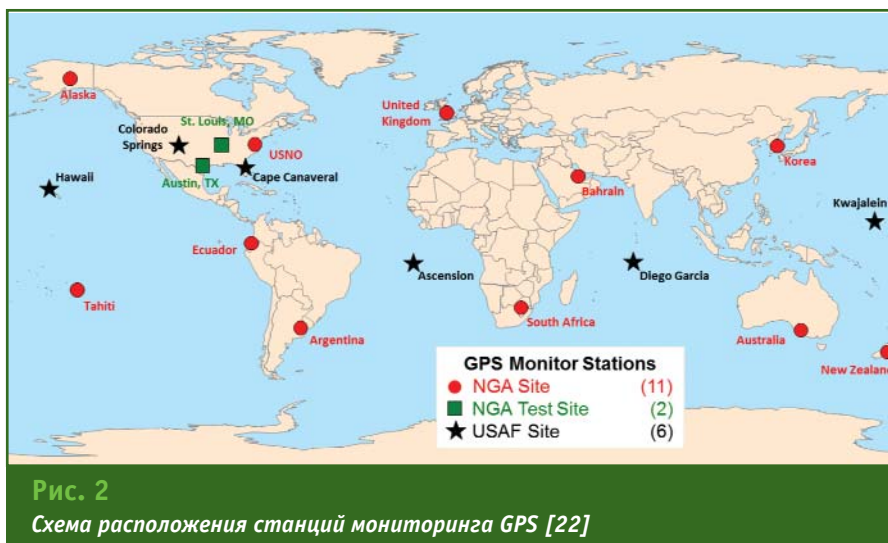 Alaska
United
Kingdom
St. Louis, MO
Colorado
Springs
USNO
Korea
Hawaii
Austin, TX
Cape Canaveral
Bahrain
Kwajalein
Ecuador
Ascension
Diego Garcia
Tahiti
Argentina
South Africa
Australia
New Zealand
GPS Monitor Stations
NGA Site (11)
NGA Test Site (2)
USAF Site (6)
Рис. 2
Схема расположения станций мониторинга GPS [22]